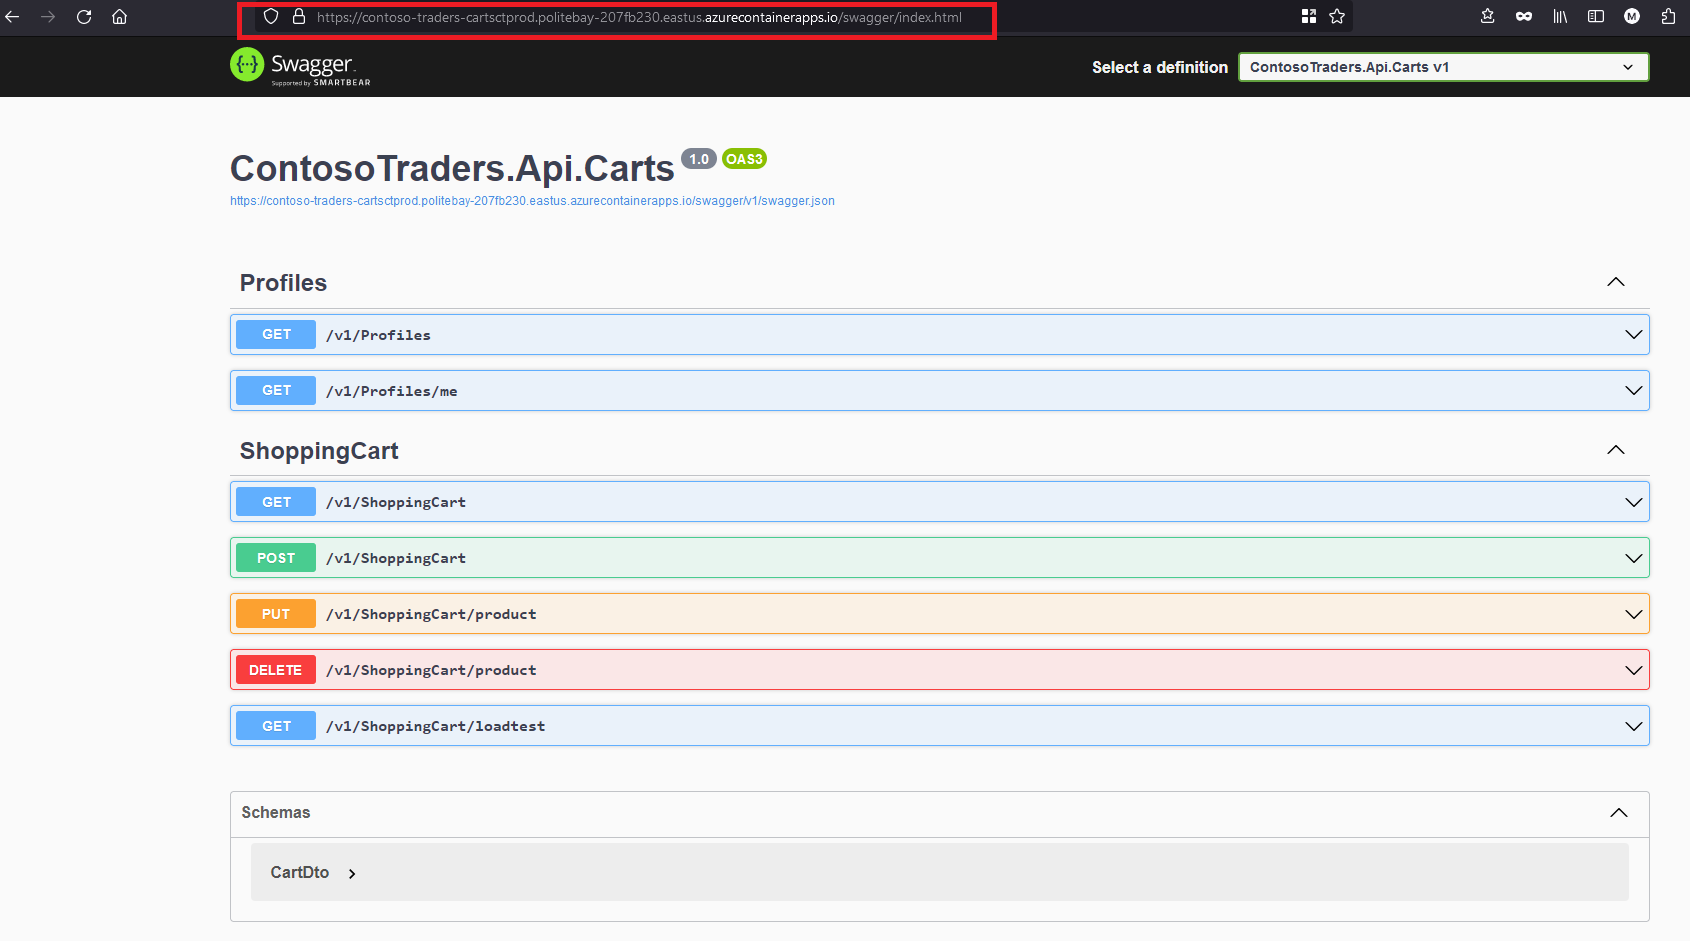 https://contoso-traders-cartsctprod.politebay-207fb230.eastus.azurecontainerapps.io/swagger/index.html
M
Swagger.
Supported by SMARTBEAR
Select a definition
ContosoTraders.Api.Carts v1
ContosoTraders.Api.Carts 1.0 OAS3
https://contoso-traders-cartsctprod.politebay-207fb230.eastus.azurecontainerapps.io/swagger/v1/swagger.json
Profiles
GET /v1/Profiles
GET /v1/Profiles/me
ShoppingCart
GET /v1/ShoppingCart
POST /v1/ShoppingCart
PUT /v1/ShoppingCart/product
DELETE /v1/ShoppingCart/product
GET /v1/ShoppingCart/loadtest
Schemas
CartDto